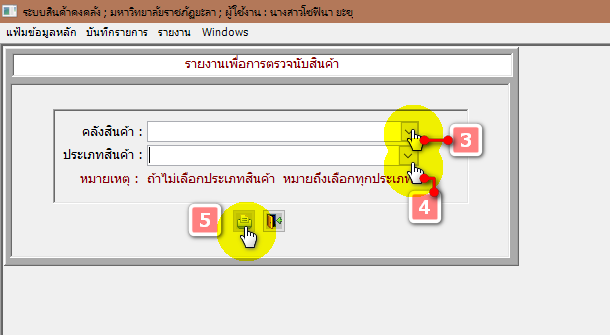 ระบบสินค้าคงคลัง ; มหาวิทยาลัยราชภัฏยะลา ; ผู้ใช้งาน : นางสาวโซฟีนา ยะขุ
แฟ้มข้อมูลหลัก บันทึกรายการ รายงาน Windows
รายงานเพื่อการตรวจนับสินค้า
คลังสินค้า :
3
ประเภทสินค้า :
หมายเหตุ : ถ้าไม่เลือกประเภทสินค้า หมายถึงเลือกทุกประเภท
4
5